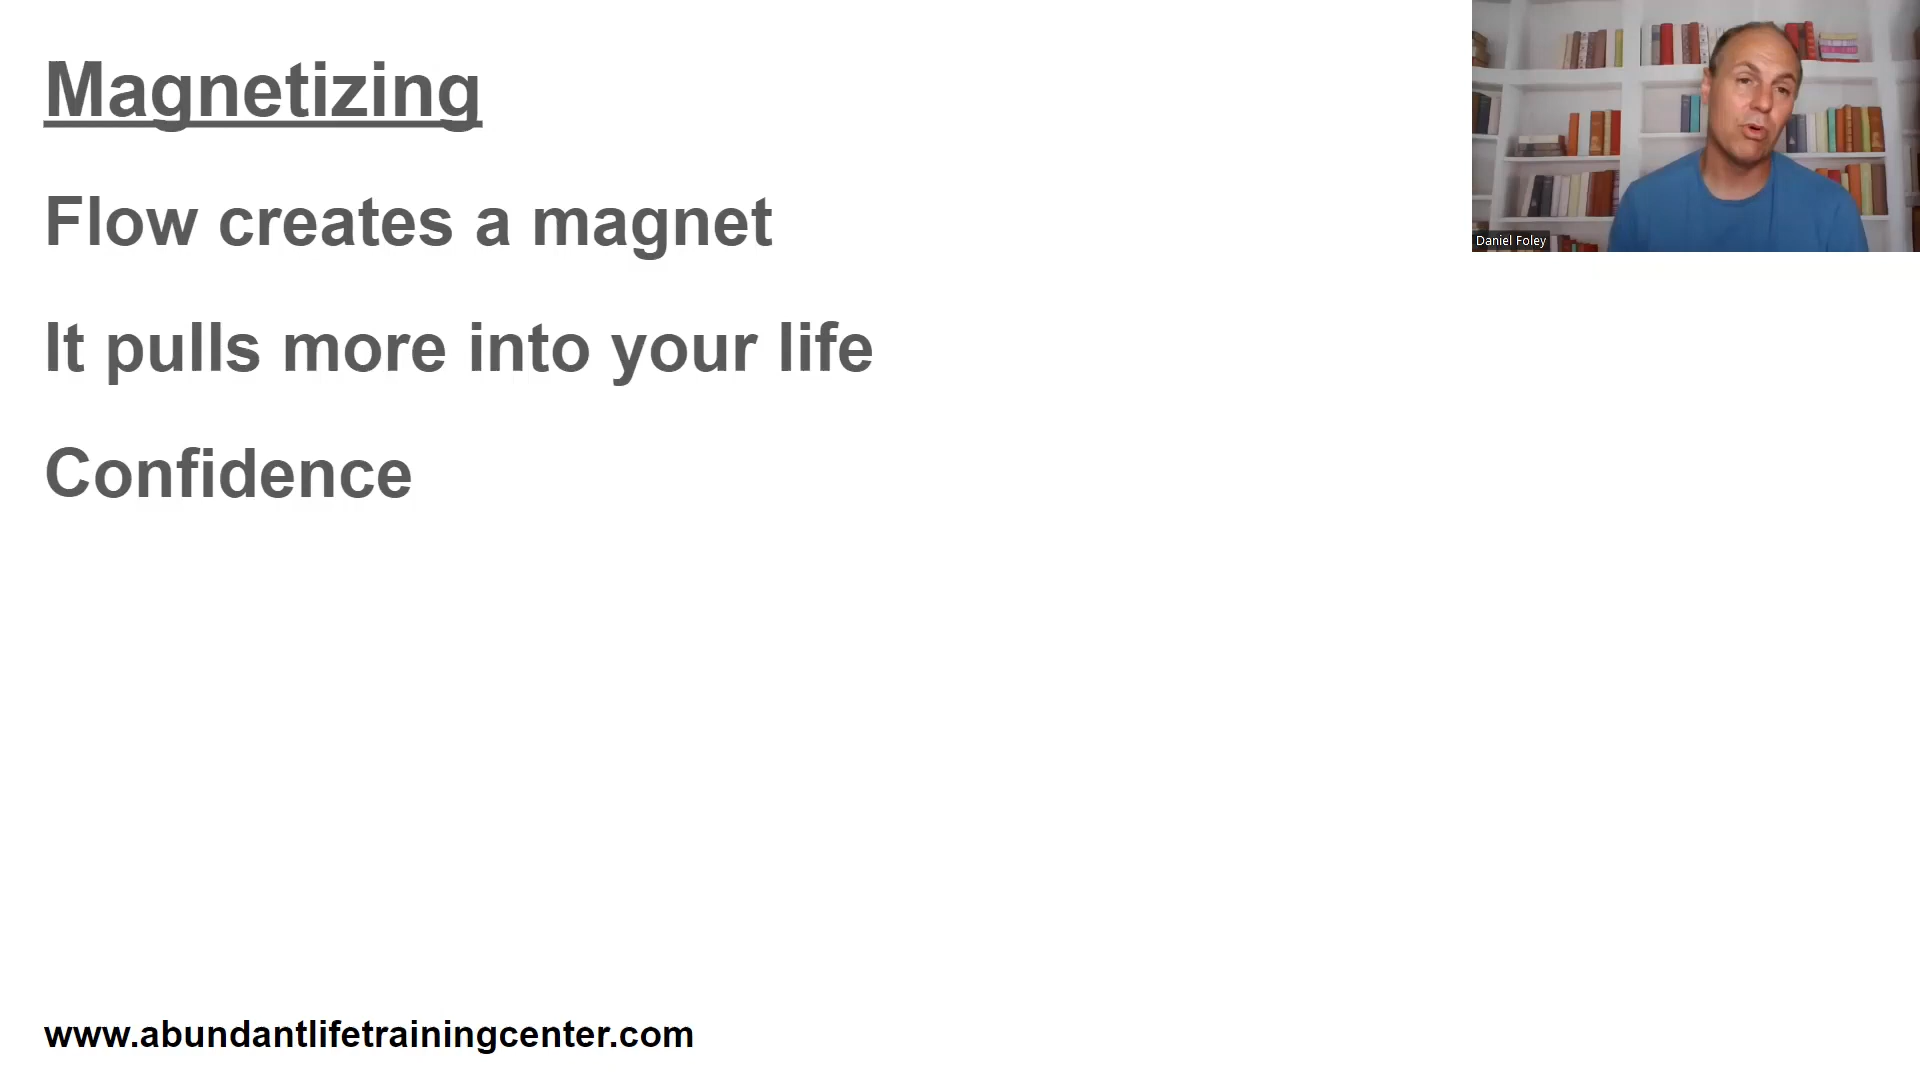 Magnetizing
Flow creates a magnet
It pulls more into your life
Confidence
Daniel Foley
www.abundantlifetrainingcenter.com